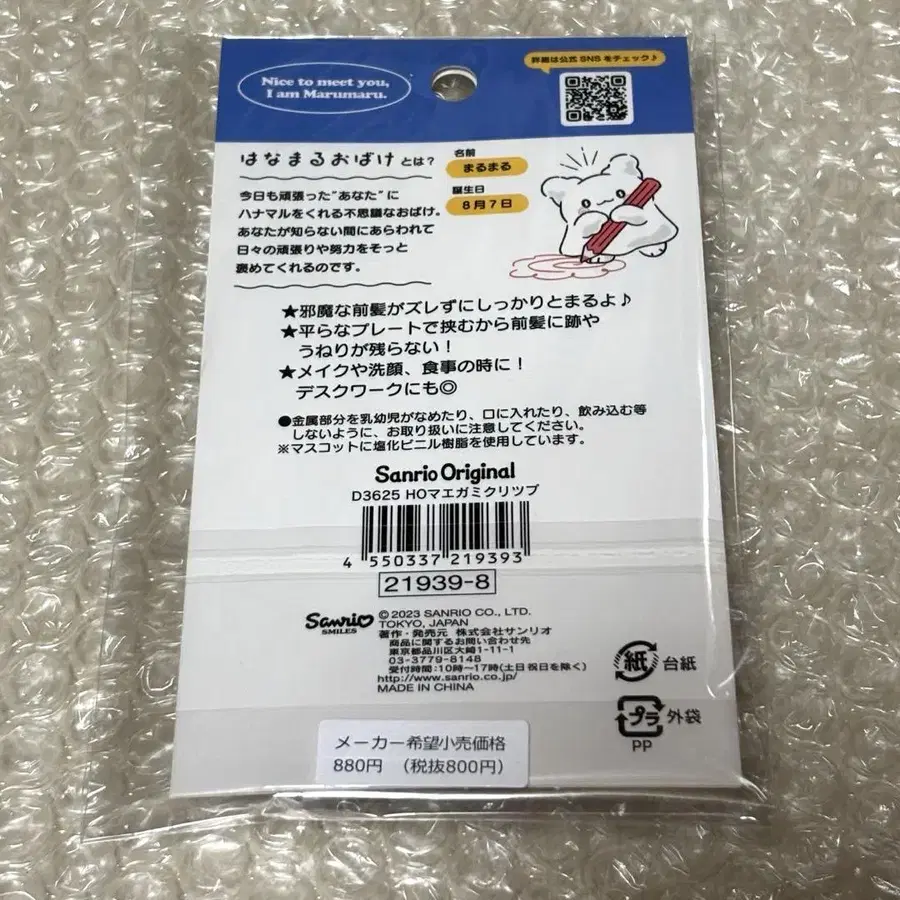 Nice to meet you,
I am Marumaru.
詳細は公式SNSをチェック♪
はなまるおばけとは?
名前
まるまる
誕生日
8月7日
今日も頑張った"あなた"に
ハナマルをくれる不思議なおばけ。
あなたが知らない間にあらわれて
日々の頑張りや努力をそっと
褒めてくれるのです。
★邪魔な前髪がズレずにしっかりとまるよ♪
★平らなプレートで挟むから前髪に跡や
うねりが残らない!
★メイクや洗顔、食事の時に!
デスクワークにも◎
●金属部分を乳幼児がなめたり、口に入れたり、飲み込む等
しないように、お取り扱いに注意してください。
※マスコットに塩化ビニル樹脂を使用しています。
Sanrio Original
D3625 HOマエガミクリツプ
4 550337 219393
21939-8
Sanrio
SMILES
© 2023 SANRIO CO., LTD.
TOKYO, JAPAN
著作・発売元 株式会社サンリオ
商品に関するお問い合わせ先
東京都品川区大崎1-11-1
03-3779-8148
受付時間:10時~17時(土日祝日を除く)
http://www.sanrio.co.jp/
MADE IN CHINA
紙 台紙
プラ 外袋
PP
メーカー希望小売価格
880円 (税抜800円)